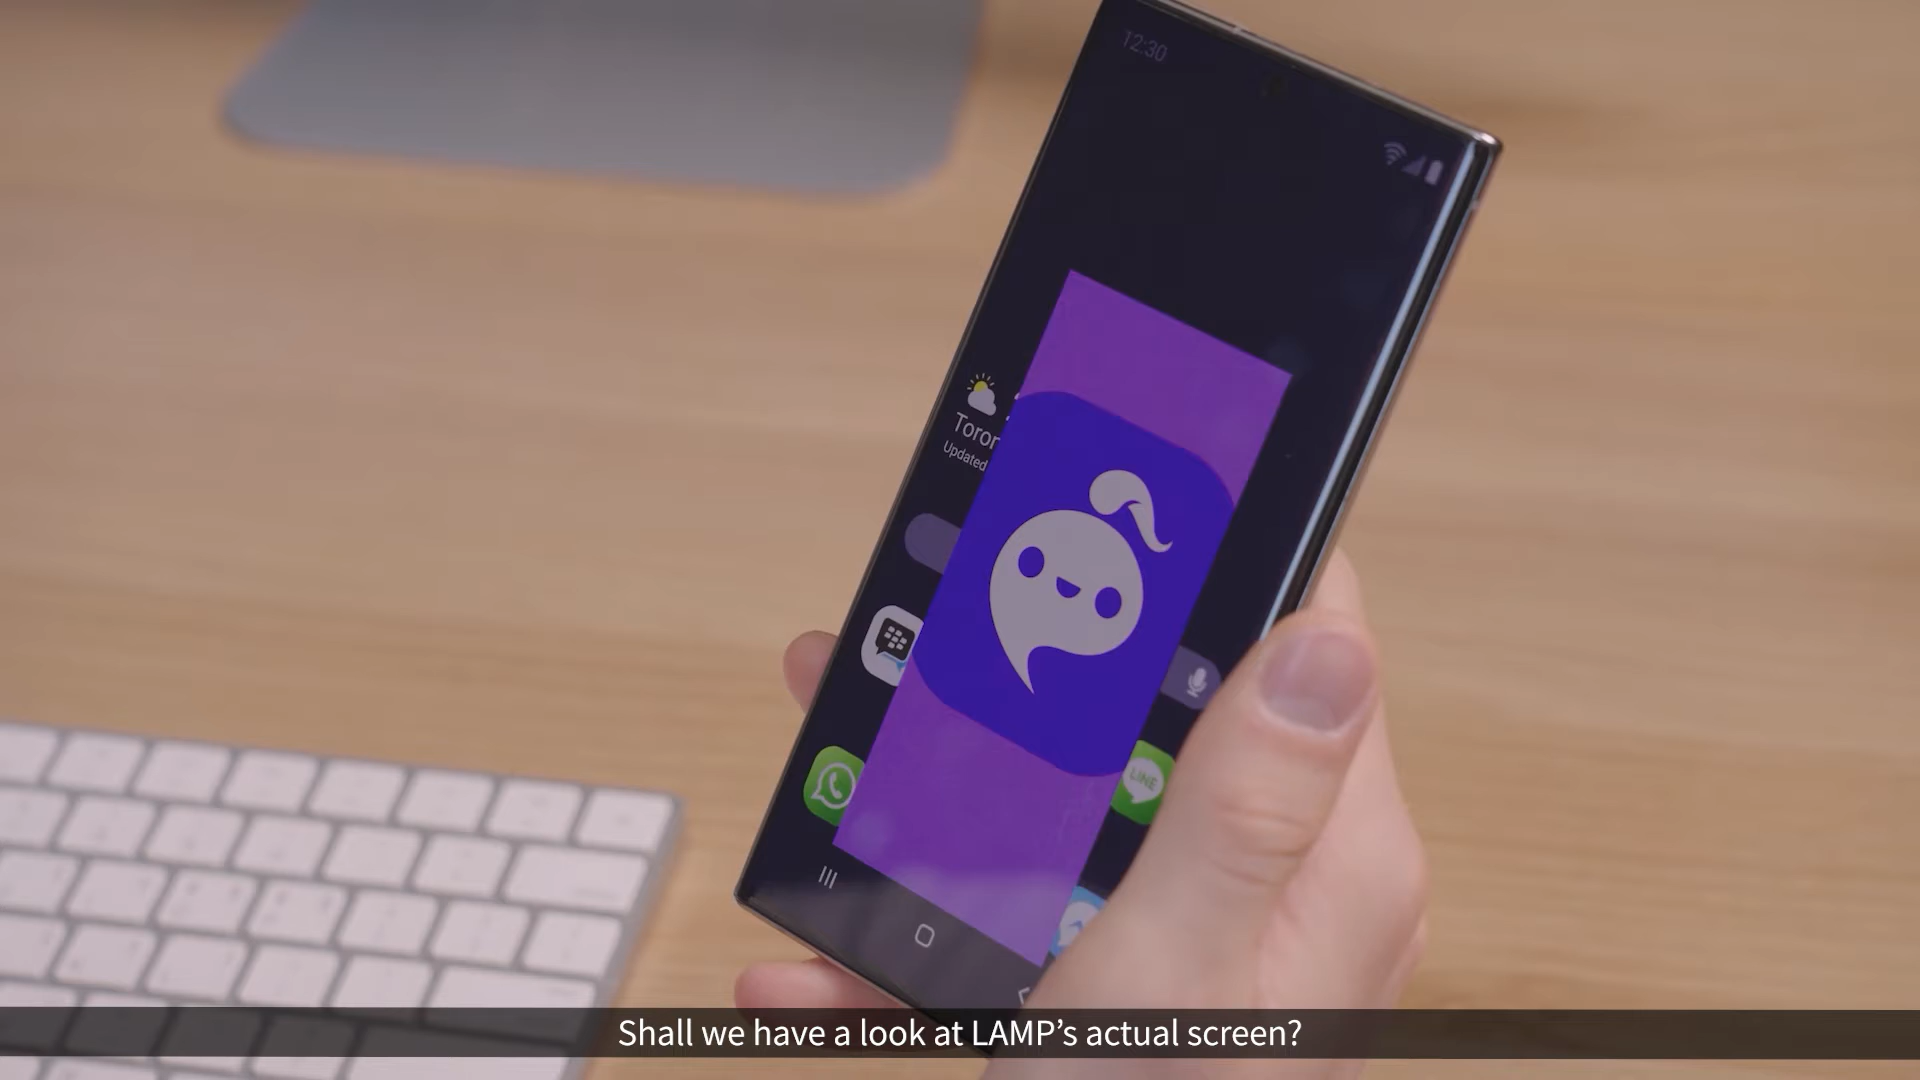 12:30
Toron
Updated
LINE
Shall we have a look at LAMP’s actual screen?